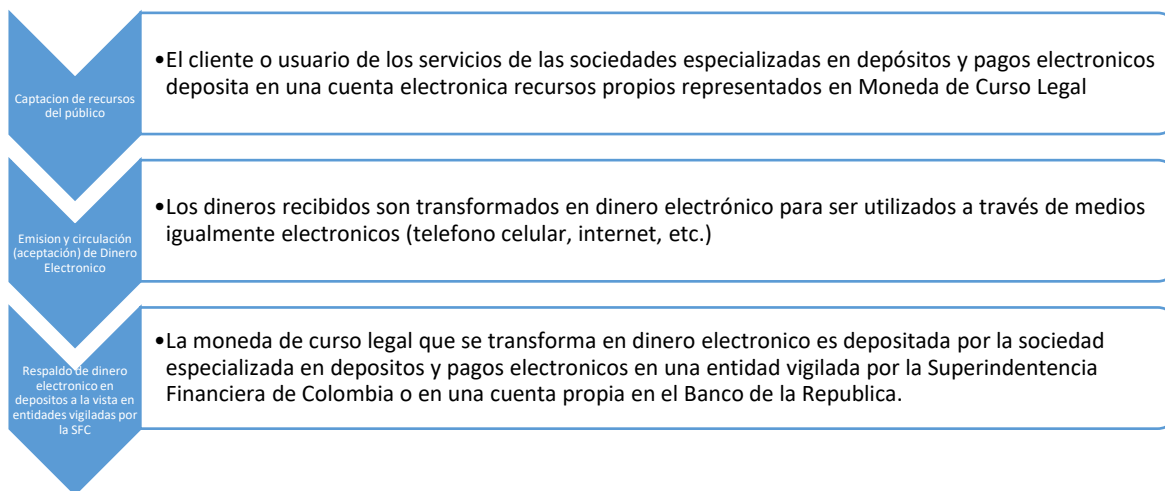 Captacion de recursos
del público
•El cliente o usuario de los servicios de las sociedades especializadas en depósitos y pagos electronicos
deposita en una cuenta electronica recursos propios representados en Moneda de Curso Legal
Emision y circulación
(aceptación) de Dinero
Electronico
•Los dineros recibidos son transformados en dinero electrónico para ser utilizados a través de medios
igualmente electronicos (telefono celular, internet, etc.)
Respaldo de dinero
electronico en
depositos a la vista en
entidades vigiladas por
la SFC
•La moneda de curso legal que se transforma en dinero electronico es depositada por la sociedad
especializada en depositos y pagos electronicos en una entidad vigilada por la Superindentencia
Financiera de Colombia o en una cuenta propia en el Banco de la Republica.